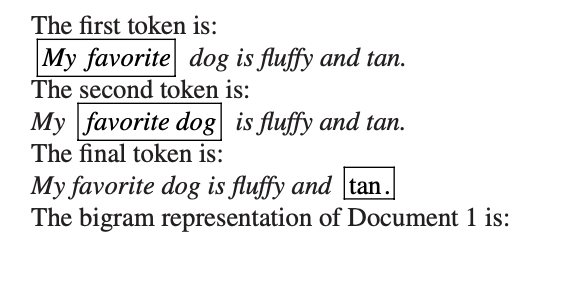 The first token is:
My favorite dog is fluffy and tan.
The second token is:
My favorite dog is fluffy and tan.
The final token is:
My favorite dog is fluffy and tan.
The bigram representation of Document 1 is: